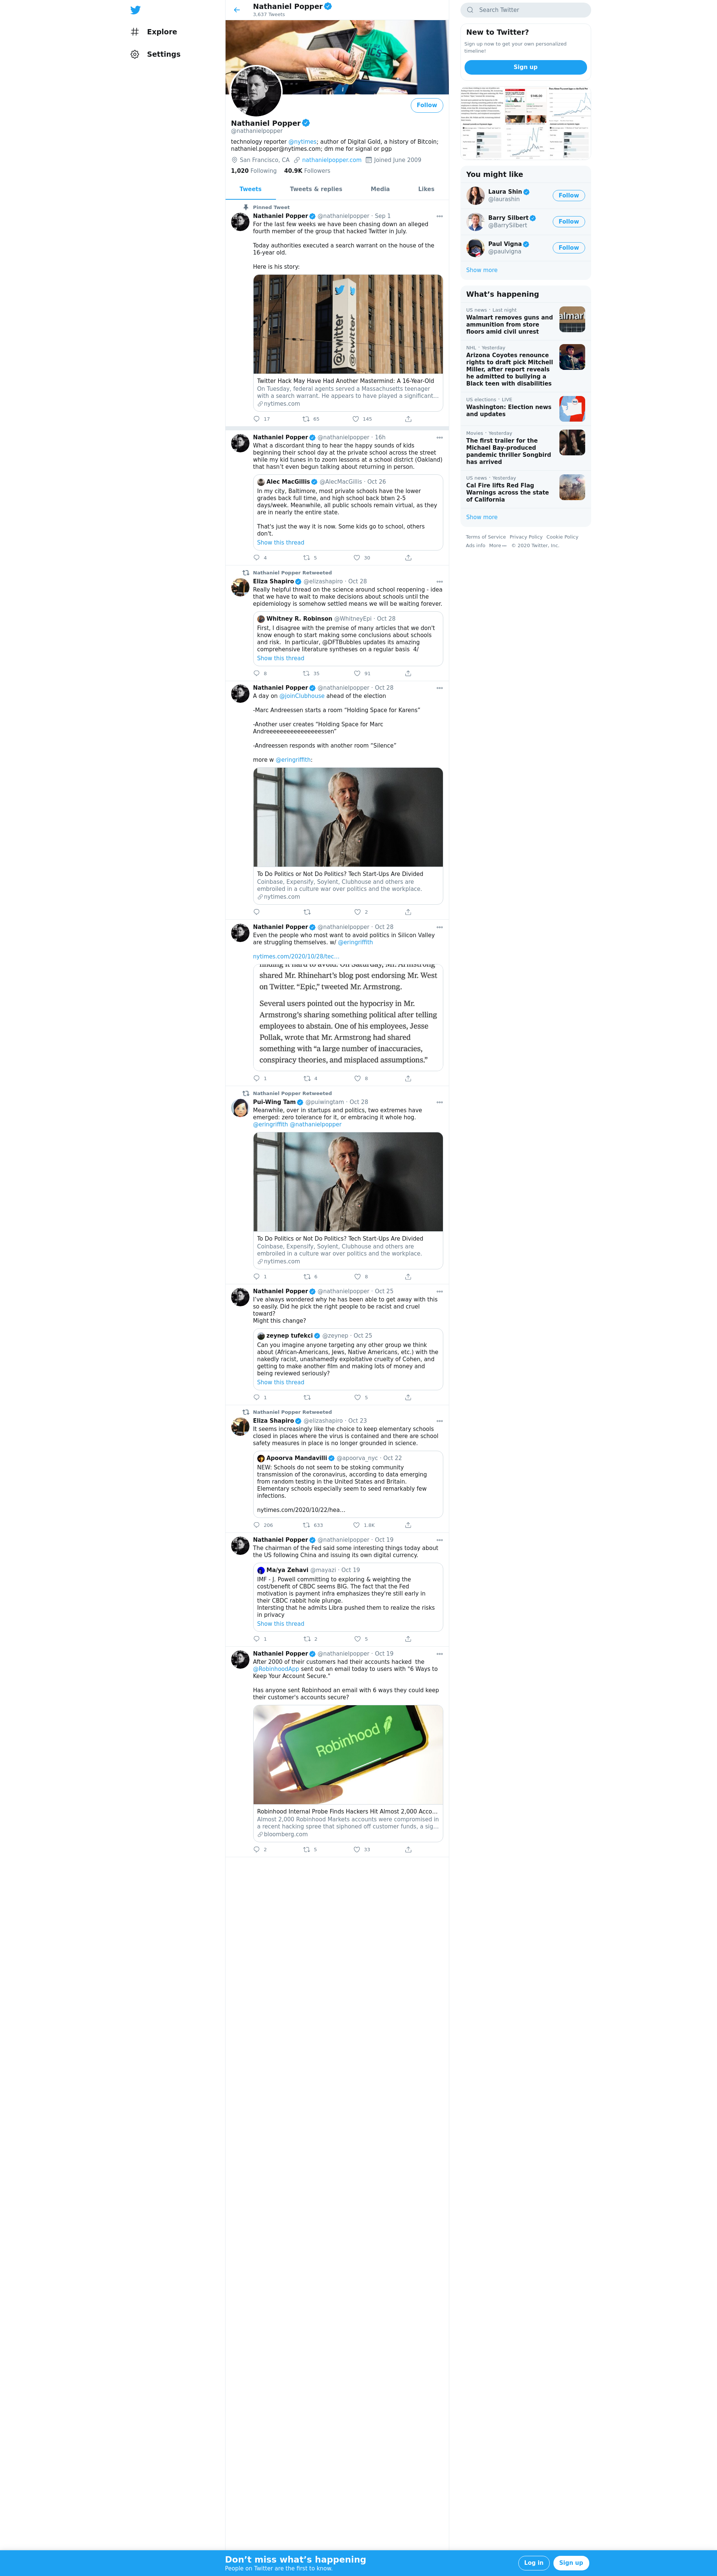 Explore
Settings
Nathaniel Popper
3,637 Tweets
Follow
Nathaniel Popper
@nathanielpopper
technology reporter @nytimes; author of Digital Gold, a history of Bitcoin;
nathaniel.popper@nytimes.com; dm me for signal or pgp
San Francisco, CA nathanielpopper.com Joined June 2009
1,020 Following 40.9K Followers
Tweets Tweets & replies Media Likes
Pinned Tweet
Nathaniel Popper @nathanielpopper · Sep 1
For the last few weeks we have been chasing down an alleged
fourth member of the group that hacked Twitter in July.
Today authorities executed a search warrant on the house of the
16-year old.
Here is his story:
@twitter
@twitter
Twitter Hack May Have Had Another Mastermind: A 16-Year-Old
On Tuesday, federal agents served a Massachusetts teenager
with a search warrant. He appears to have played a significant...
nytimes.com
17 65 145
Nathaniel Popper @nathanielpopper · 16h
What a discordant thing to hear the happy sounds of kids
beginning their school day at the private school across the street
while my kid tunes in to zoom lessons at a school district (Oakland)
that hasn't even begun talking about returning in person.
Alec MacGillis @AlecMacGillis · Oct 26
In my city, Baltimore, most private schools have the lower
grades back full time, and high school back btwn 2-5
days/week. Meanwhile, all public schools remain virtual, as they
are in nearly the entire state.
That's just the way it is now. Some kids go to school, others
don't.
Show this thread
4 5 30
Nathaniel Popper Retweeted
Eliza Shapiro @elizashapiro · Oct 28
Really helpful thread on the science around school reopening - idea
that we have to wait to make decisions about schools until the
epidemiology is somehow settled means we will be waiting forever.
Whitney R. Robinson @WhitneyEpi · Oct 28
First, I disagree with the premise of many articles that we don't
know enough to start making some conclusions about schools
and risk. In particular, @DFTBubbles updates its amazing
comprehensive literature syntheses on a regular basis 4/
Show this thread
8 35 91
Nathaniel Popper @nathanielpopper · Oct 28
A day on @joinClubhouse ahead of the election
-Marc Andreessen starts a room "Holding Space for Karens"
-Another user creates "Holding Space for Marc
Andreeeeeeeeeeeeeeeessen"
-Andreessen responds with another room "Silence"
more w @eringriffith:
To Do Politics or Not Do Politics? Tech Start-Ups Are Divided
Coinbase, Expensify, Soylent, Clubhouse and others are
embroiled in a culture war over politics and the workplace.
nytimes.com
2
Nathaniel Popper @nathanielpopper · Oct 28
Even the people who most want to avoid politics in Silicon Valley
are struggling themselves. w/ @eringriffith
nytimes.com/2020/10/28/tec...
finding it hard to avoid. On Saturday, Mr. Armstrong
shared Mr. Rhinehart's blog post endorsing Mr. West
on Twitter. "Epic," tweeted Mr. Armstrong.
Several users pointed out the hypocrisy in Mr.
Armstrong's sharing something political after telling
employees to abstain. One of his employees, Jesse
Pollak, wrote that Mr. Armstrong had shared
something with "a large number of inaccuracies,
conspiracy theories, and misplaced assumptions."
1 4 8
Nathaniel Popper Retweeted
Pui-Wing Tam @puiwingtam · Oct 28
Meanwhile, over in startups and politics, two extremes have
emerged: zero tolerance for it, or embracing it whole hog.
@eringriffith @nathanielpopper
To Do Politics or Not Do Politics? Tech Start-Ups Are Divided
Coinbase, Expensify, Soylent, Clubhouse and others are
embroiled in a culture war over politics and the workplace.
nytimes.com
1 6 8
Nathaniel Popper @nathanielpopper · Oct 25
I've always wondered why he has been able to get away with this
so easily. Did he pick the right people to be racist and cruel
toward?
Might this change?
zeynep tufekci @zeynep · Oct 25
Can you imagine anyone targeting any other group we think
about (African-Americans, Jews, Native Americans, etc.) with the
nakedly racist, unashamedly exploitative cruelty of Cohen, and
getting to make another film and making lots of money and
being reviewed seriously?
Show this thread
1 5
Nathaniel Popper Retweeted
Eliza Shapiro @elizashapiro · Oct 23
It seems increasingly like the choice to keep elementary schools
closed in places where the virus is contained and there are school
safety measures in place is no longer grounded in science.
Apoorva Mandavilli @apoorva_nyc · Oct 22
NEW: Schools do not seem to be stoking community
transmission of the coronavirus, according to data emerging
from random testing in the United States and Britain.
Elementary schools especially seem to seed remarkably few
infections.
nytimes.com/2020/10/22/hea...
206 633 1.6K
Nathaniel Popper @nathanielpopper · Oct 19
The chairman of the Fed said some interesting things today about
the US following China and issuing its own digital currency.
Ma/ya Zehavi @mayazi · Oct 19
IMF - J. Powell committing to exploring & weighting the
cost/benefit of CBDC seems BIG. The fact that the Fed
motivation is payment infra emphasizes they're still early in
their CBDC rabbit hole plunge.
Intersting that he admits Libra pushed them to realize the risks
in privacy
Show this thread
1 2 5
Nathaniel Popper @nathanielpopper · Oct 19
After 2000 of their customers had their accounts hacked the
@RobinhoodApp sent out an email today to users with "6 Ways to
Keep Your Account Secure."
Has anyone sent Robinhood an email with 6 ways they could keep
their customer's accounts secure?
Robinhood
Robinhood Internal Probe Finds Hackers Hit Almost 2,000 Acco...
Almost 2,000 Robinhood Markets accounts were compromised in
a recent hacking spree that siphoned off customer funds, a sig...
bloomberg.com
2 5 33
Search Twitter
New to Twitter?
Sign up now to get your own personalized
timeline!
Sign up
You might like
Laura Shin
@laurashin
Follow
Barry Silbert
@BarrySilbert
Follow
Paul Vigna
@paulvigna
Follow
Show more
What's happening
US news · Last night
Walmart removes guns and
ammunition from store
floors amid civil unrest
NHL · Yesterday
Arizona Coyotes renounce
rights to draft pick Mitchell
Miller, after report reveals
he admitted to bullying a
Black teen with disabilities
US elections · LIVE
Washington: Election news
and updates
Movies · Yesterday
The first trailer for the
Michael Bay-produced
pandemic thriller Songbird
has arrived
US news · Yesterday
Cal Fire lifts Red Flag
Warnings across the state
of California
Show more
Terms of Service Privacy Policy Cookie Policy
Ads info More © 2020 Twitter, Inc.
Don't miss what's happening
People on Twitter are the first to know.
Log in Sign up